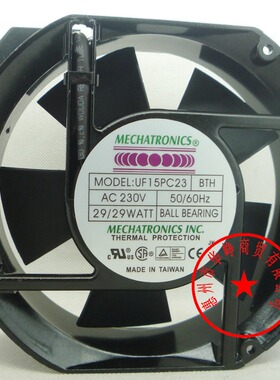 MECHATRONICS®
MODEL:UF15PC23 BTH
AC 230V 50/60Hz
29/29WATT BALL BEARING
MECHATRONICS INC.
THERMAL PROTECTION
MADE IN TAIWAN